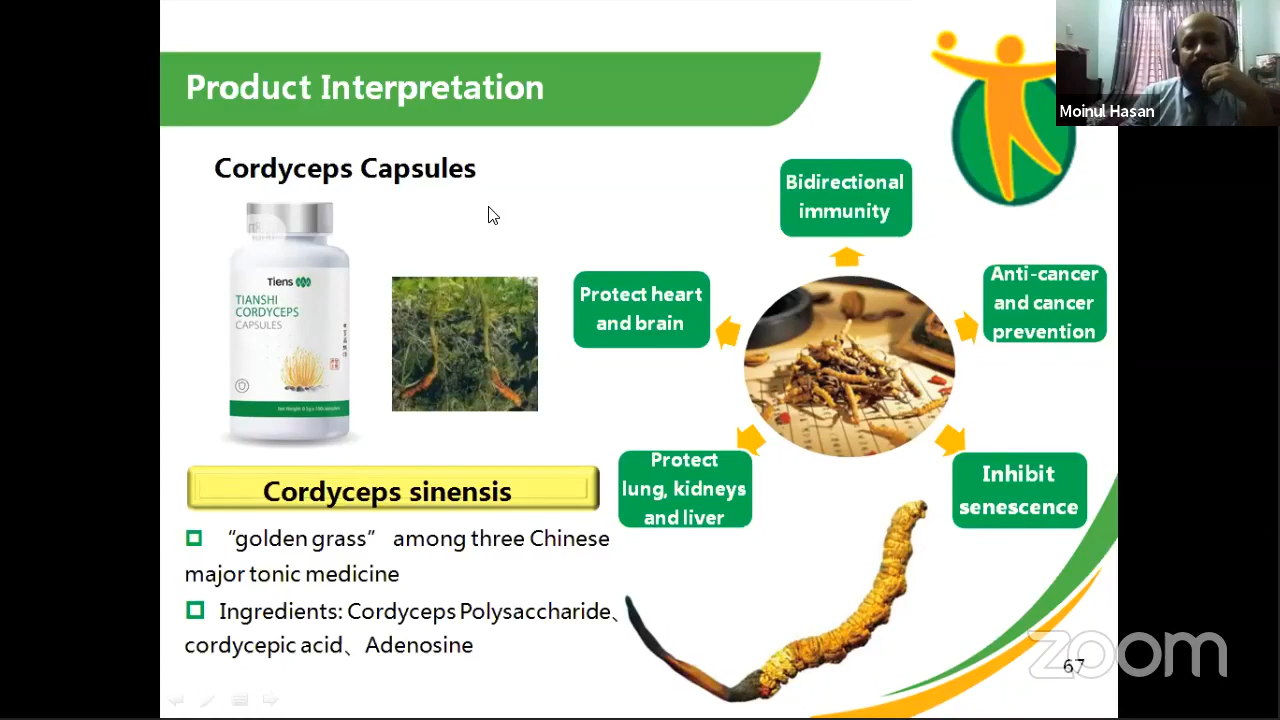 Product Interpretation
Moinul Hasan
Cordyceps Capsules
Bidirectional
immunity
Protect heart
and brain
Anti-cancer
and cancer
prevention
Tiens
TIANSHI
CORDYCEPS
CAPSULES
Protect
lung, kidneys
and liver
Inhibit
senescence
Cordyceps sinensis
“golden grass” among three Chinese
major tonic medicine
Ingredients: Cordyceps Polysaccharide、
cordycepic acid、Adenosine
zoom
67